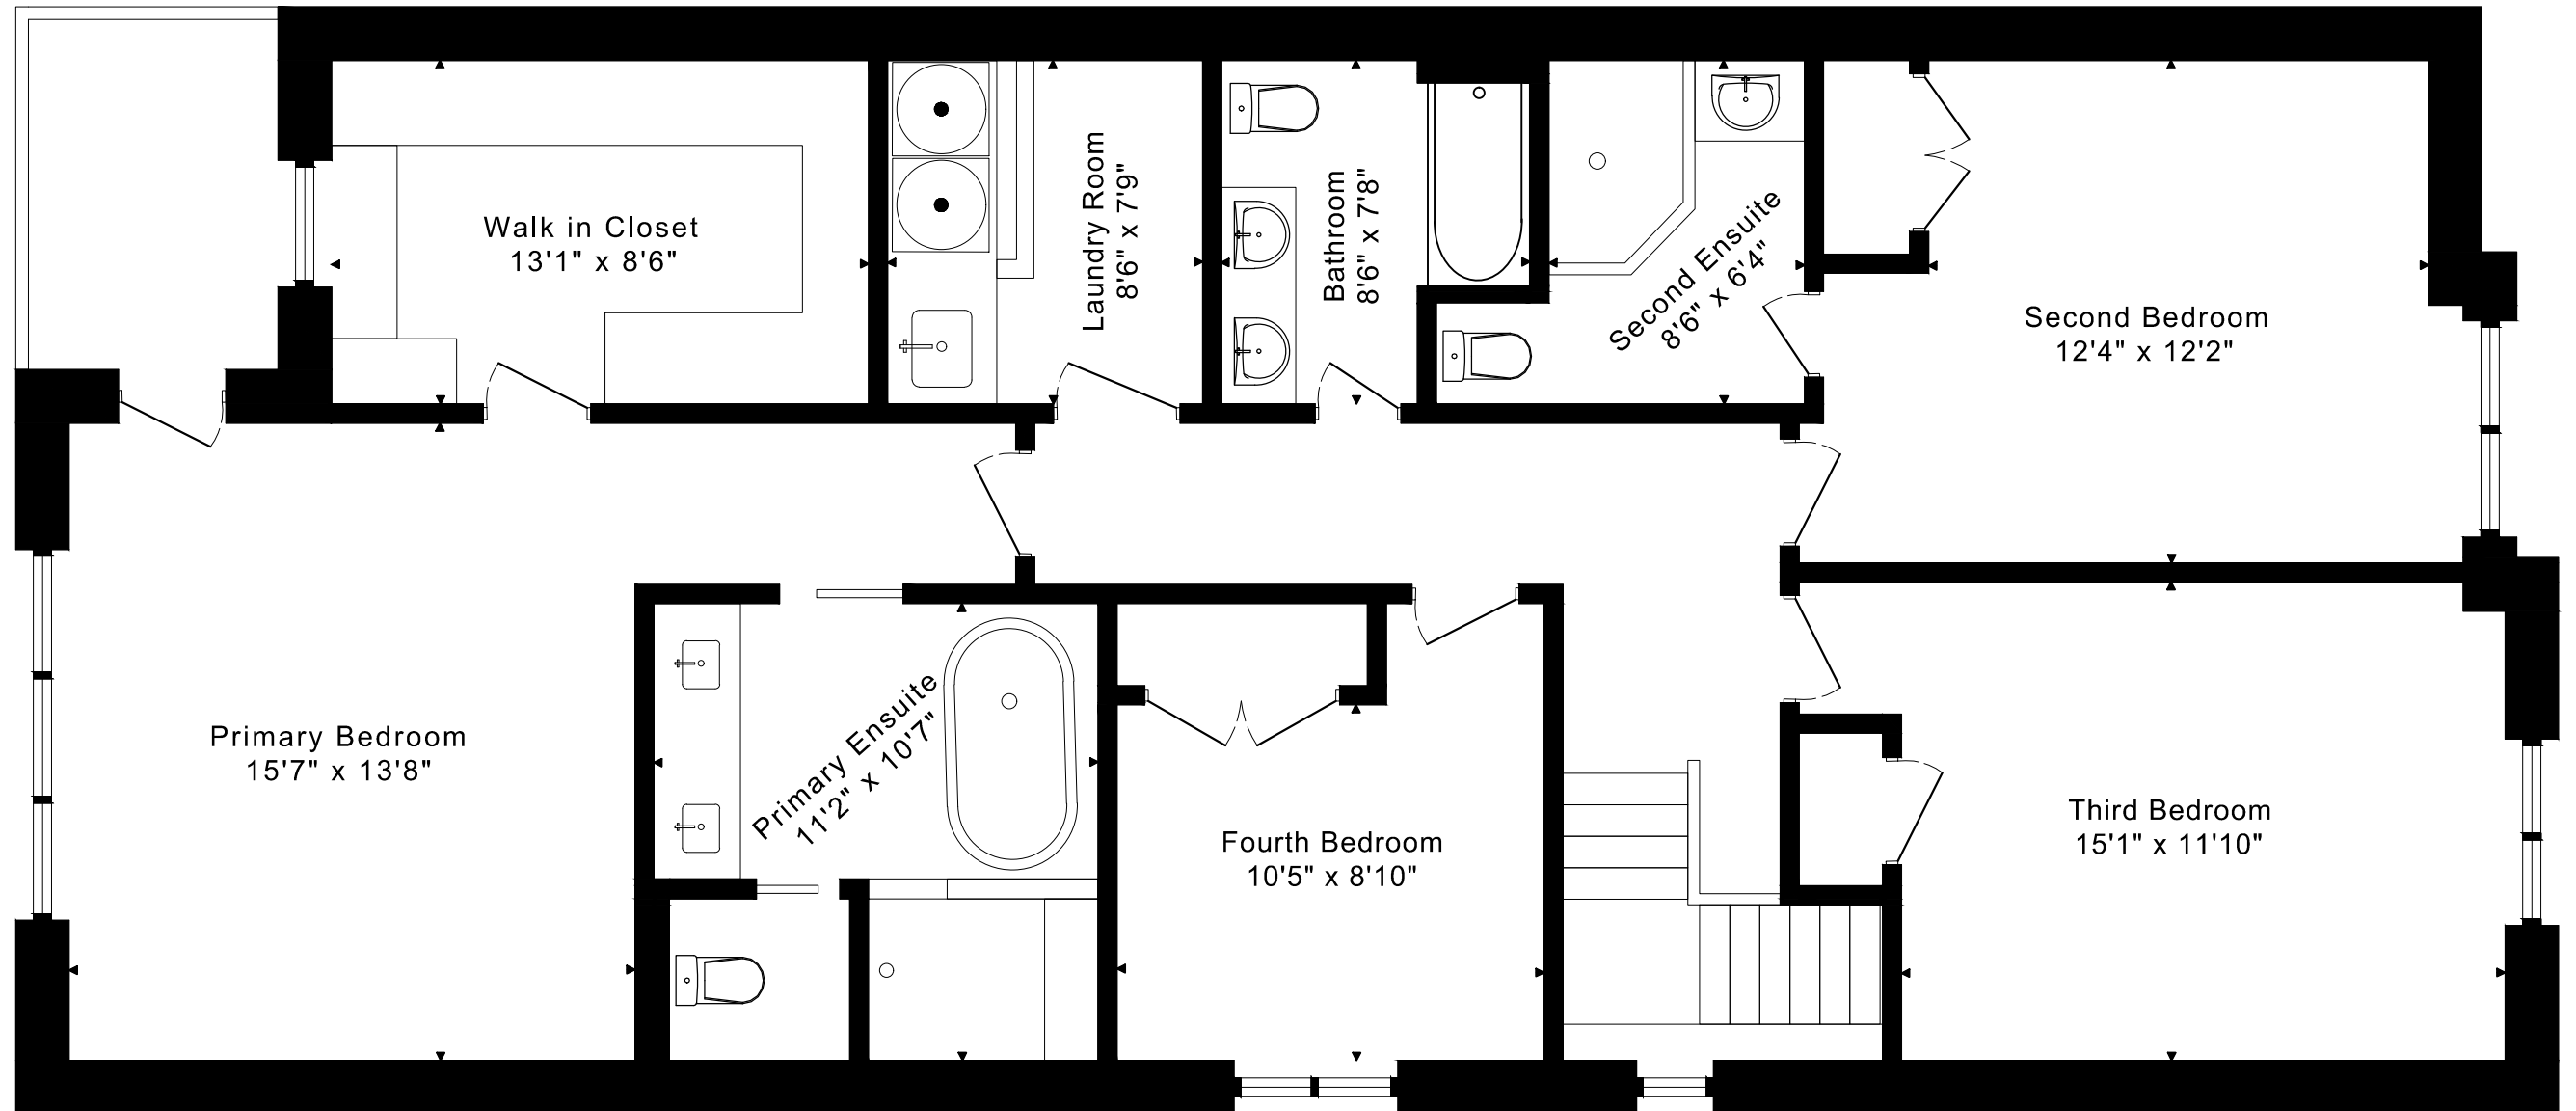 Walk in Closet
13'1" x 8'6"
Laundry Room
8'6" x 7'9"
Bathroom
8'6" x 7'8"
Second Ensuite
8'6" x 6'4"
Second Bedroom
12'4" x 12'2"
Primary Bedroom
15'7" x 13'8"
Primary Ensuite
11'2" x 10'7"
Fourth Bedroom
10'5" x 8'10"
Third Bedroom
15'1" x 11'10"